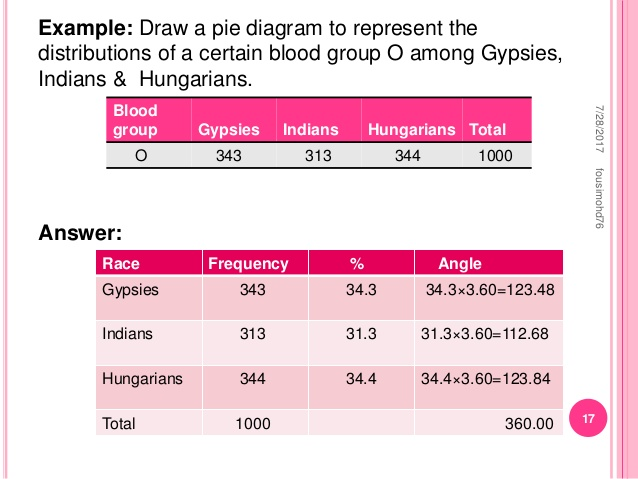 Example: Draw a pie diagram to represent the
distributions of a certain blood group O among Gypsies,
Indians & Hungarians.
Blood
group Gypsies Indians Hungarians Total
O 343 313 344 1000
Answer:
Race Frequency % Angle
Gypsies 343 34.3 34.3×3.60=123.48
Indians 313 31.3 31.3×3.60=112.68
Hungarians 344 34.4 34.4×3.60=123.84
Total 1000 360.00
7/28/2017 fousimohd76
17